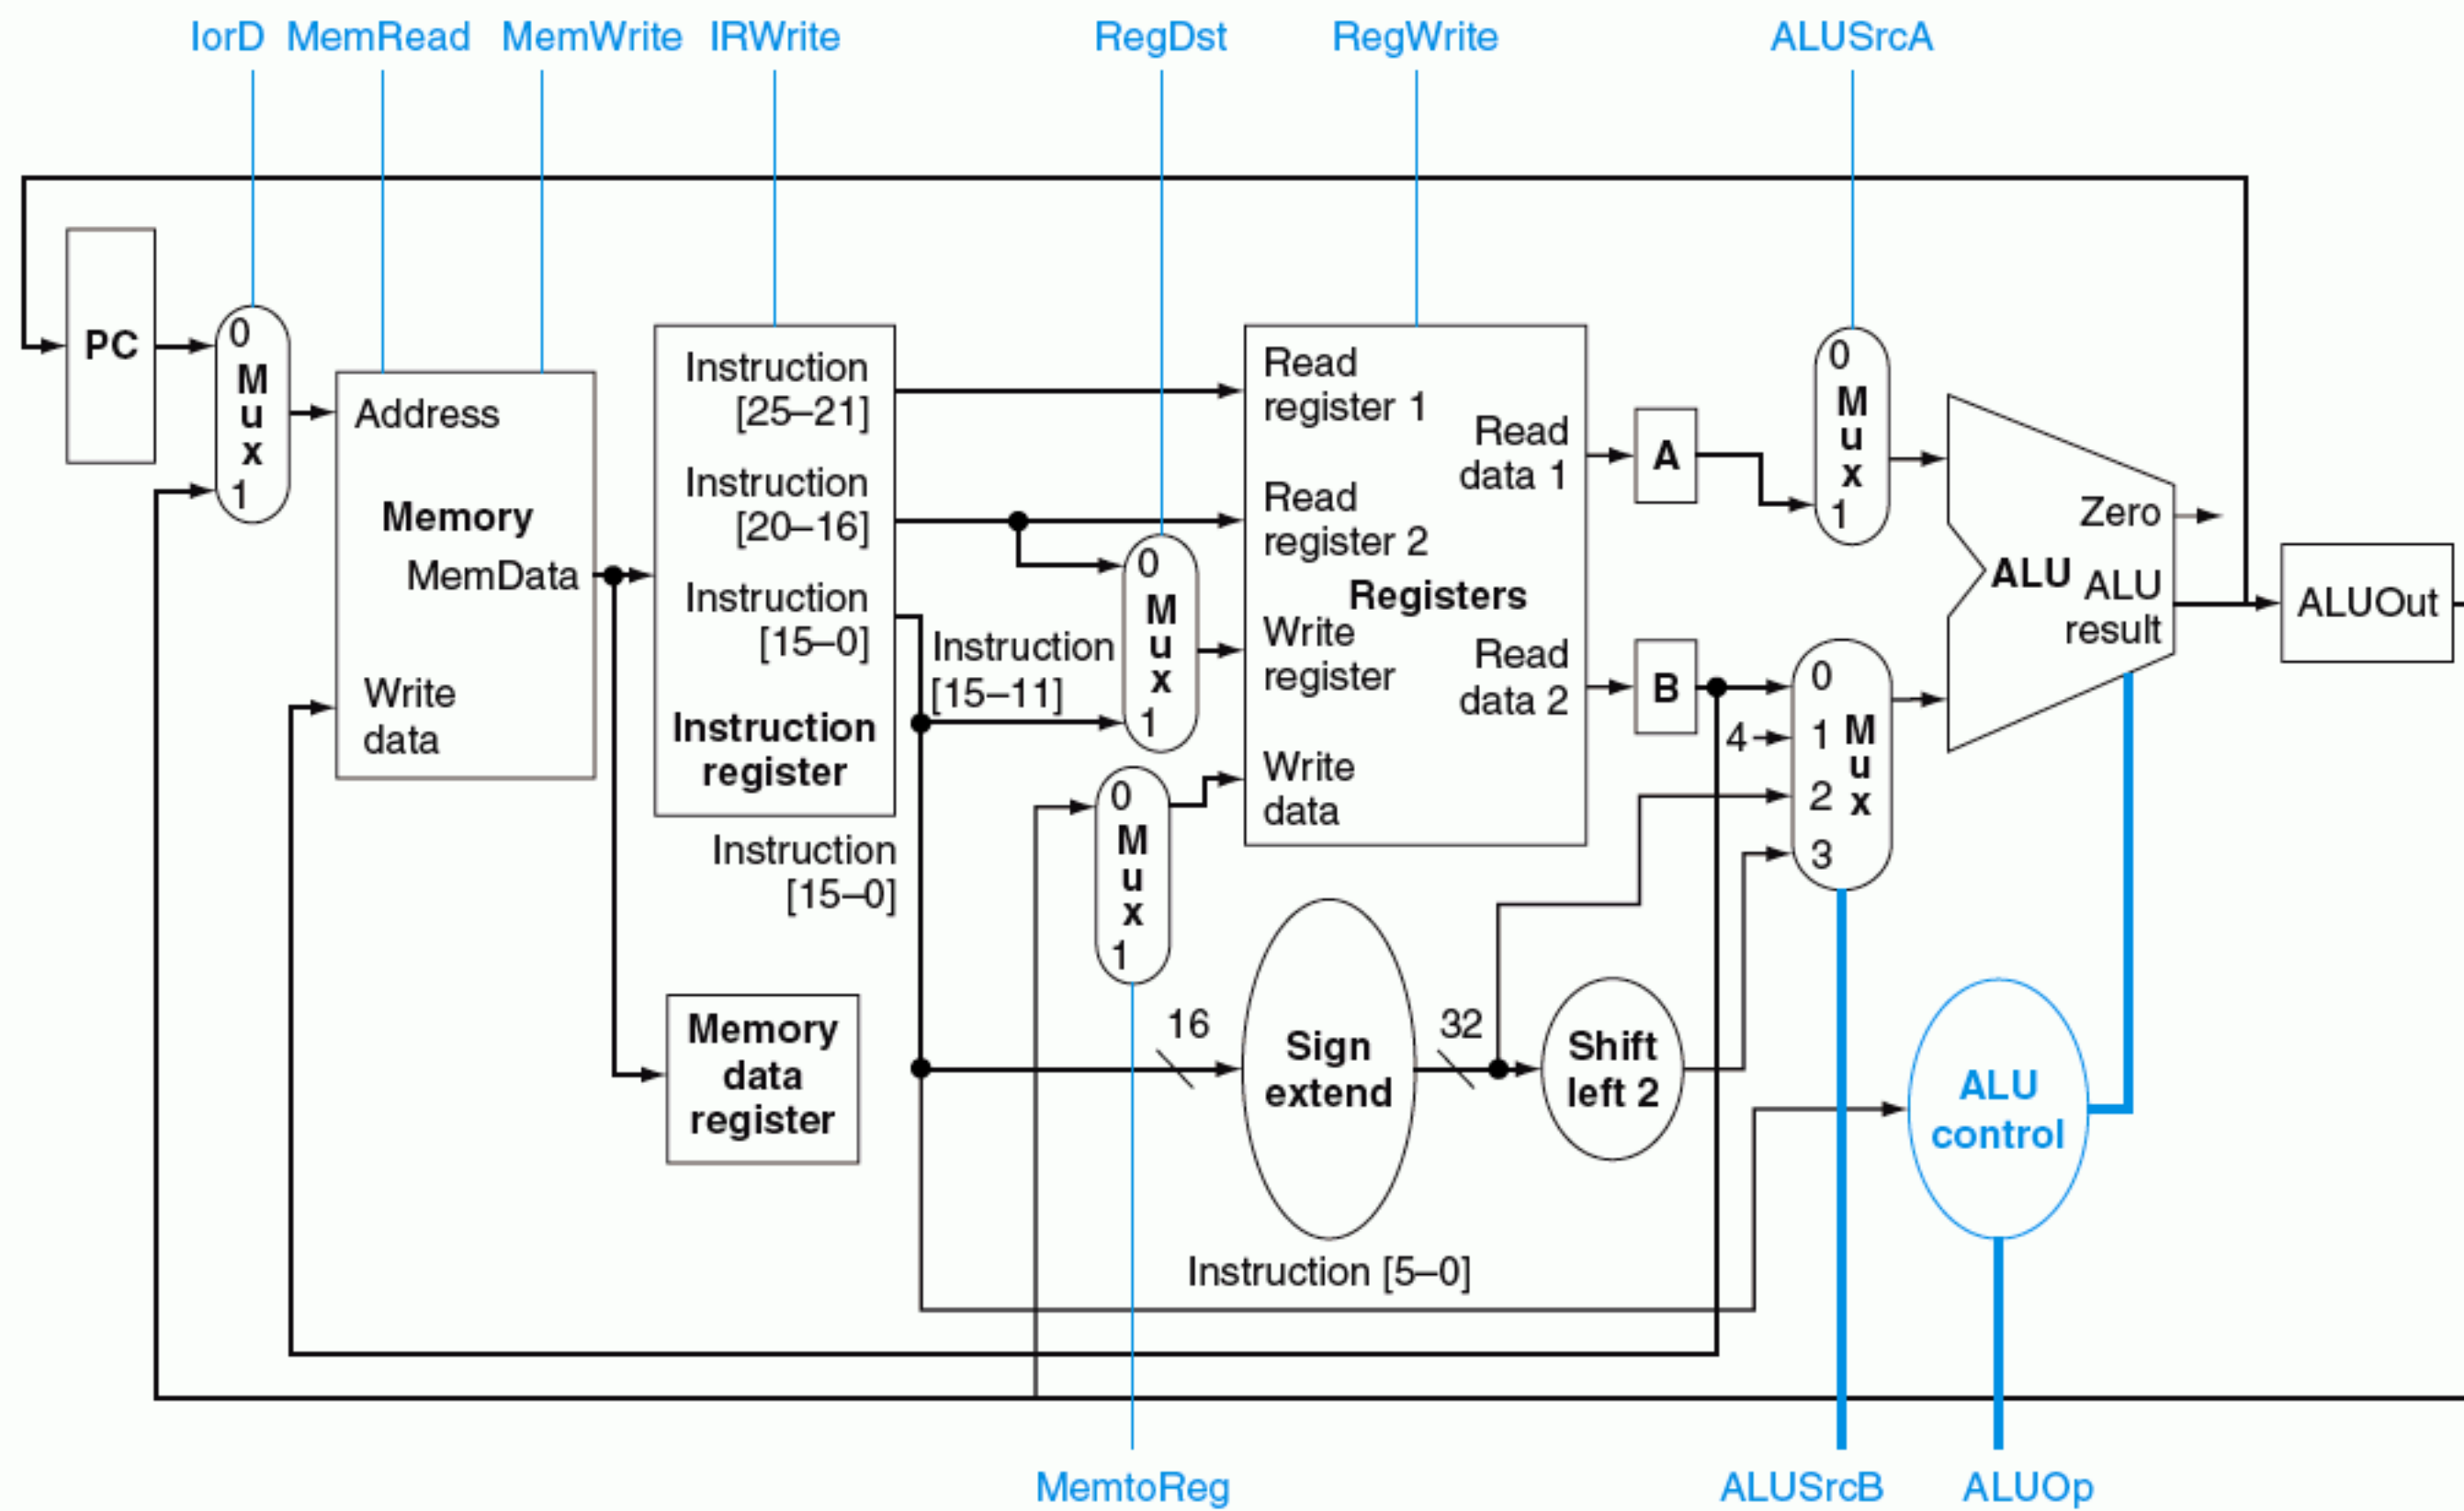 IorD MemRead MemWrite IRWrite RegDst RegWrite ALUSrcA
PC
0
M
u
x
1
Address
Memory
MemData
Write
data
Instruction
[25–21]
Instruction
[20–16]
Instruction
[15–0]
Instruction
register
Instruction
[15–0]
Memory
data
register
Instruction
[15–11]
0
M
u
x
1
0
M
u
x
1
Read
register 1
Read
register 2
Registers
Write
register
Write
data
Read
data 1
Read
data 2
16
Sign
extend
32
Shift
left 2
Instruction [5–0]
A
B
4
0
M
u
x
1
0
1
2
3
M
u
x
Zero
ALU
ALU
result
ALUOut
ALU
control
MemtoReg ALUSrcB ALUOp